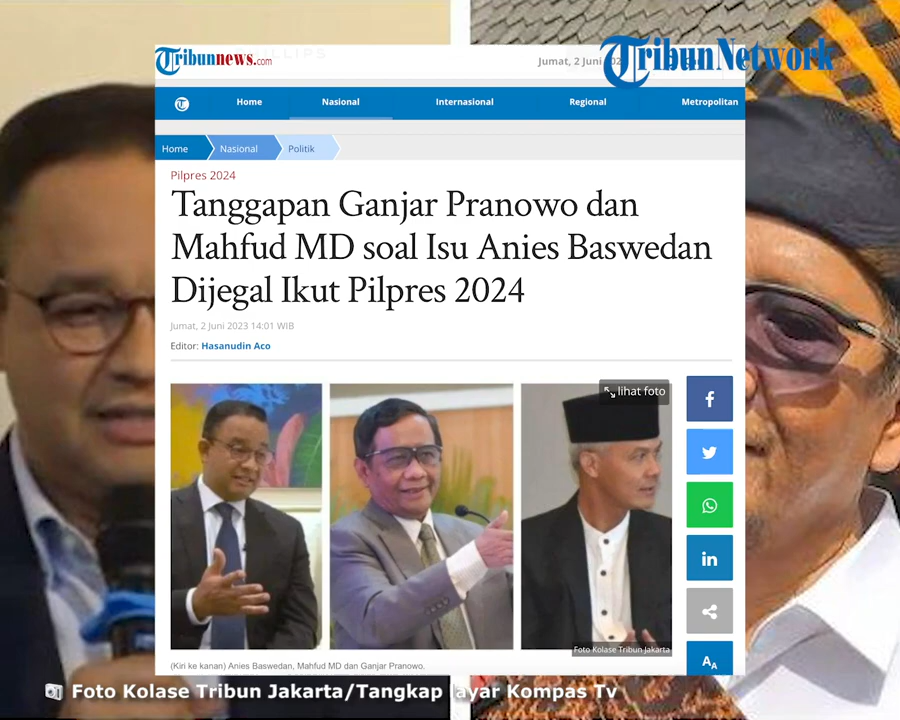 Tribunnews.com
Jumat, 2 Juni 202
TribunNetwork
Home Nasional Internasional Regional Metropolitan
Home Nasional Politik
Pilpres 2024
Tanggapan Ganjar Pranowo dan
Mahfud MD soal Isu Anies Baswedan
Dijegal Ikut Pilpres 2024
Jumat, 2 Juni 2023 14:01 WIB
Editor: Hasanudin Aco
lihat foto
Foto Kolase Tribun Jakarta
(Kiri ke kanan) Anies Baswedan, Mahfud MD dan Ganjar Pranowo.
AA
Foto Kolase Tribun Jakarta/Tangkap layar Kompas Tv